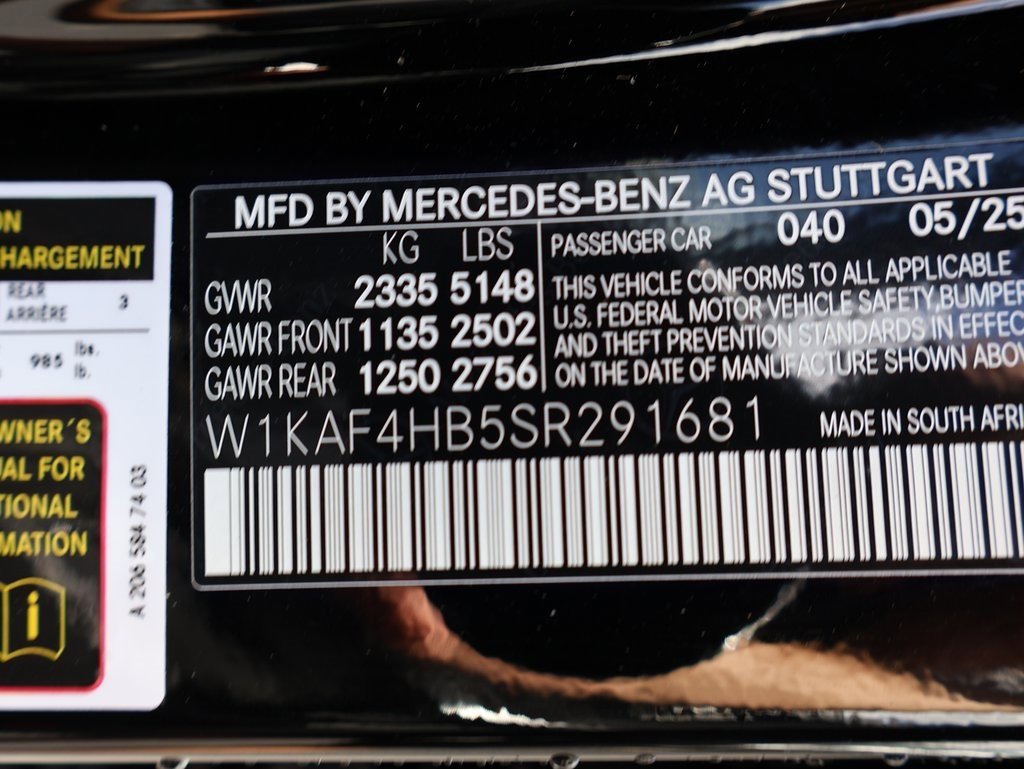 ON
HARGEMENT
REAR
ARRIÈRE
3
985 lbs.
lb.
WNER´S
UAL FOR
TIONAL
MATION
i
A 206 584 74 03
MFD BY MERCEDES-BENZ AG STUTTGART
KG LBS
GVWR 2335 5148
GAWR FRONT 1135 2502
GAWR REAR 1250 2756
PASSENGER CAR 040 05/25
THIS VEHICLE CONFORMS TO ALL APPLICABLE
U.S. FEDERAL MOTOR VEHICLE SAFETY,BUMPER
AND THEFT PREVENTION STANDARDS IN EFFEC
ON THE DATE OF MANUFACTURE SHOWN ABOV
W1KAF4HB5SR291681
MADE IN SOUTH AFRI